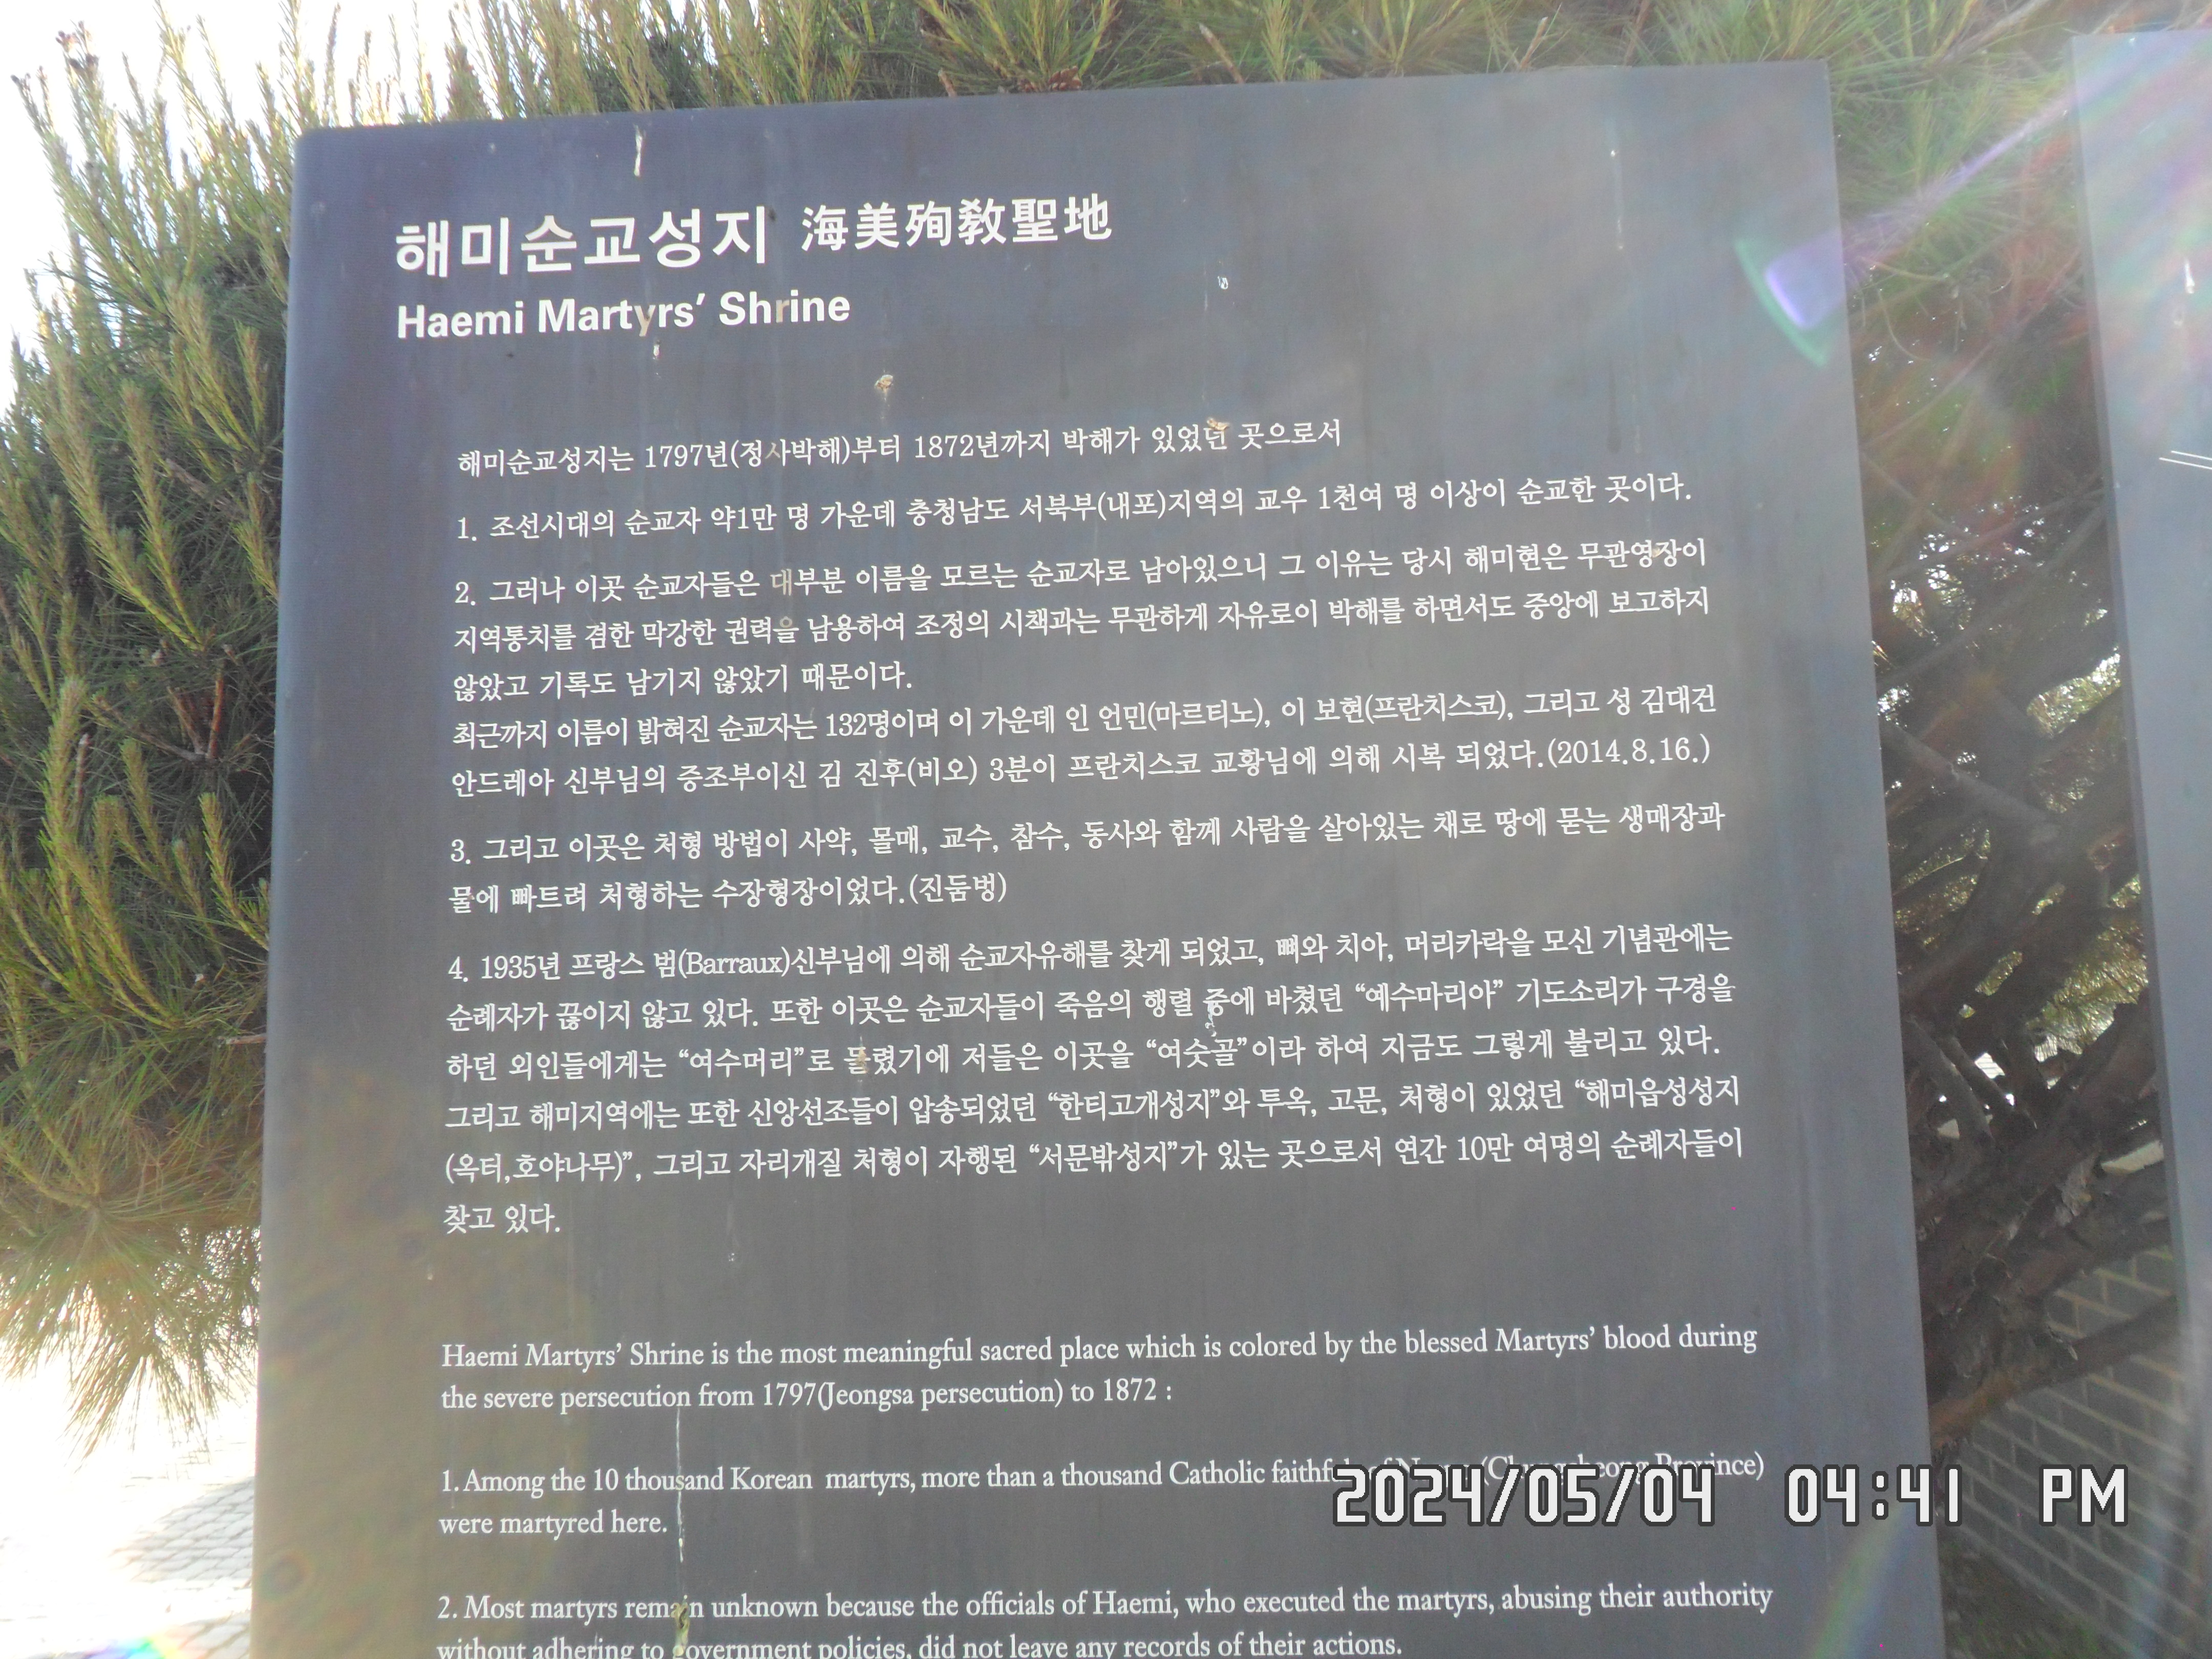 해미순교성지 海美殉敎聖地
Haemi Martyrs' Shrine
해미순교성지는 1797년(정사박해)부터 1872년까지 박해가 있었던 곳으로서
1. 조선시대의 순교자 약1만 명 가운데 충청남도 서북부(내포)지역의 교우 1천여 명 이상이 순교한 곳이다.
2. 그러나 이곳 순교자들은 대부분 이름을 모르는 순교자로 남아있으니 그 이유는 당시 해미현은 무관영장이
지역통치를 겸한 막강한 권력을 남용하여 조정의 시책과는 무관하게 자유로이 박해를 하면서도 중앙에 보고하지
않았고 기록도 남기지 않았기 때문이다.
최근까지 이름이 밝혀진 순교자는 132명이며 이 가운데 인 언민(마르티노), 이 보현(프란치스코), 그리고 성 김대건
안드레아 신부님의 증조부이신 김 진후(비오) 3분이 프란치스코 교황님에 의해 시복 되었다.(2014.8.16.)
3. 그리고 이곳은 처형 방법이 사약, 몰매, 교수, 참수, 동사와 함께 사람을 살아있는 채로 땅에 묻는 생매장과
물에 빠트려 처형하는 수장형장이었다.(진둠벙)
4. 1935년 프랑스 범(Barraux)신부님에 의해 순교자유해를 찾게 되었고, 뼈와 치아, 머리카락을 모신 기념관에는
순례자가 끊이지 않고 있다. 또한 이곳은 순교자들이 죽음의 행렬 중에 바쳤던 “예수마리아” 기도소리가 구경을
하던 외인들에게는 “여수머리”로 들렸기에 저들은 이곳을 “여숫골”이라 하여 지금도 그렇게 불리고 있다.
그리고 해미지역에는 또한 신앙선조들이 압송되었던 “한티고개성지”와 투옥, 고문, 처형이 있었던 “해미읍성성지
(옥터,호야나무)”, 그리고 자리개질 처형이 자행된 “서문밖성지”가 있는 곳으로서 연간 10만 여명의 순례자들이
찾고 있다.
Haemi Martyrs' Shrine is the most meaningful sacred place which is colored by the blessed Martyrs' blood during
the severe persecution from 1797(Jeongsa persecution) to 1872 :
1. Among the 10 thousand Korean martyrs, more than a thousand Catholic (Chungcheong Province)
were martyred here.
2. Most martyrs remain unknown because the officials of Haemi, who executed the martyrs, abusing their authority
without adhering to government policies, did not leave any records of their actions.
2024/05/04 04:41 PM